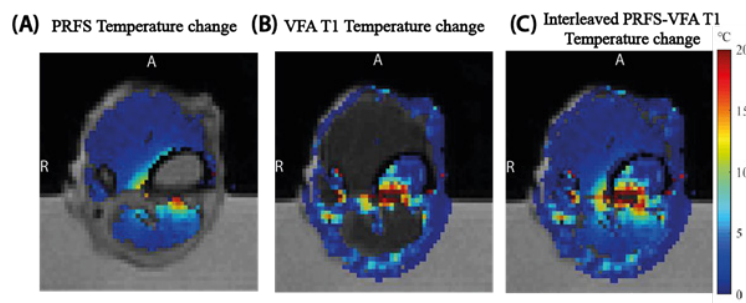 (A) PRFS Temperature change
(B) VFA T1 Temperature change
(C) Interleaved PRFS-VFA T1
Temperature change
A
R
A
R
A
R
°C
20
15
10
5
0